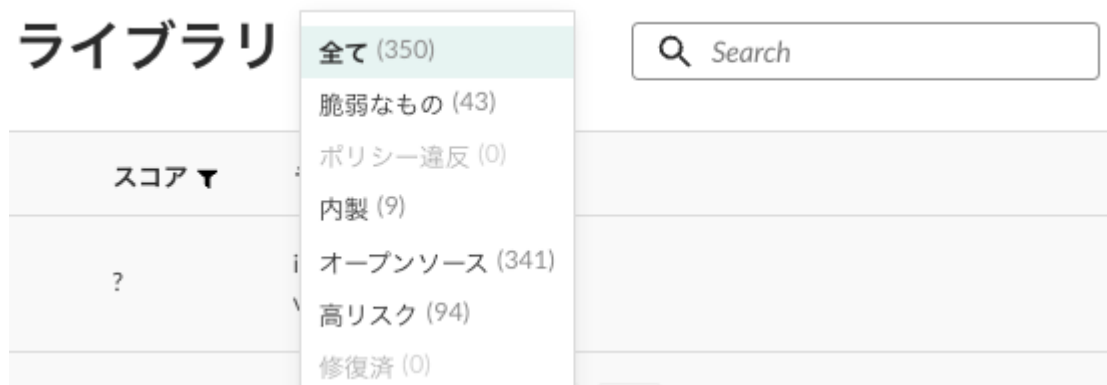 ライブラリ
Search
全て (350)
脆弱なもの (43)
ポリシー違反 (0)
内製 (9)
オープンソース (341)
高リスク (94)
修復済 (0)
スコア
?